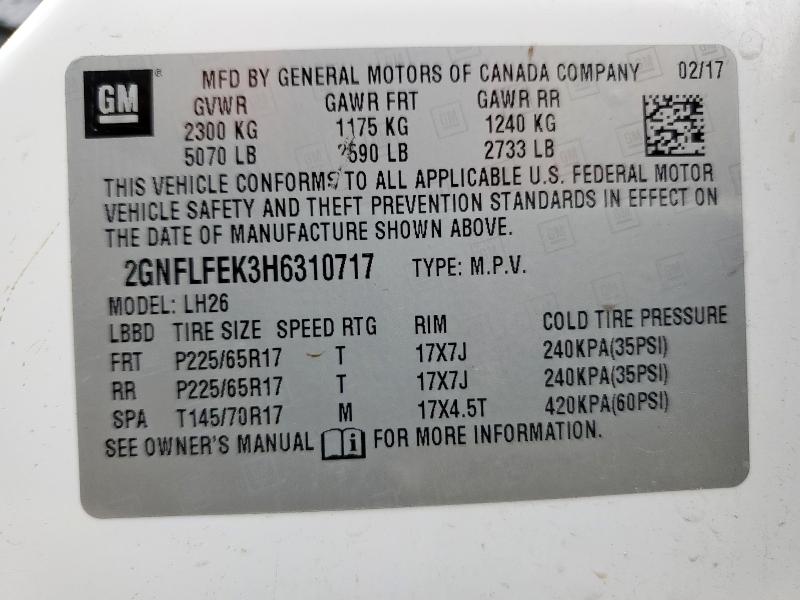 GM ®
MFD BY GENERAL MOTORS OF CANADA COMPANY 02/17
GVWR GAWR FRT GAWR RR
2300 KG 1175 KG 1240 KG
5070 LB 590 LB 2733 LB
THIS VEHICLE CONFORMS TO ALL APPLICABLE U.S. FEDERAL MOTOR
VEHICLE SAFETY AND THEFT PREVENTION STANDARDS IN EFFECT ON
THE DATE OF MANUFACTURE SHOWN ABOVE.
2GNFLFEK3H6310717 TYPE: M.P.V.
MODEL: LH26
LBBD TIRE SIZE SPEED RTG RIM COLD TIRE PRESSURE
FRT P225/65R17 T 17X7J 240KPA(35PSI)
RR P225/65R17 T 17X7J 240KPA(35PSI)
SPA T145/70R17 M 17X4.5T 420KPA(60PSI)
SEE OWNER'S MANUAL i FOR MORE INFORMATION.